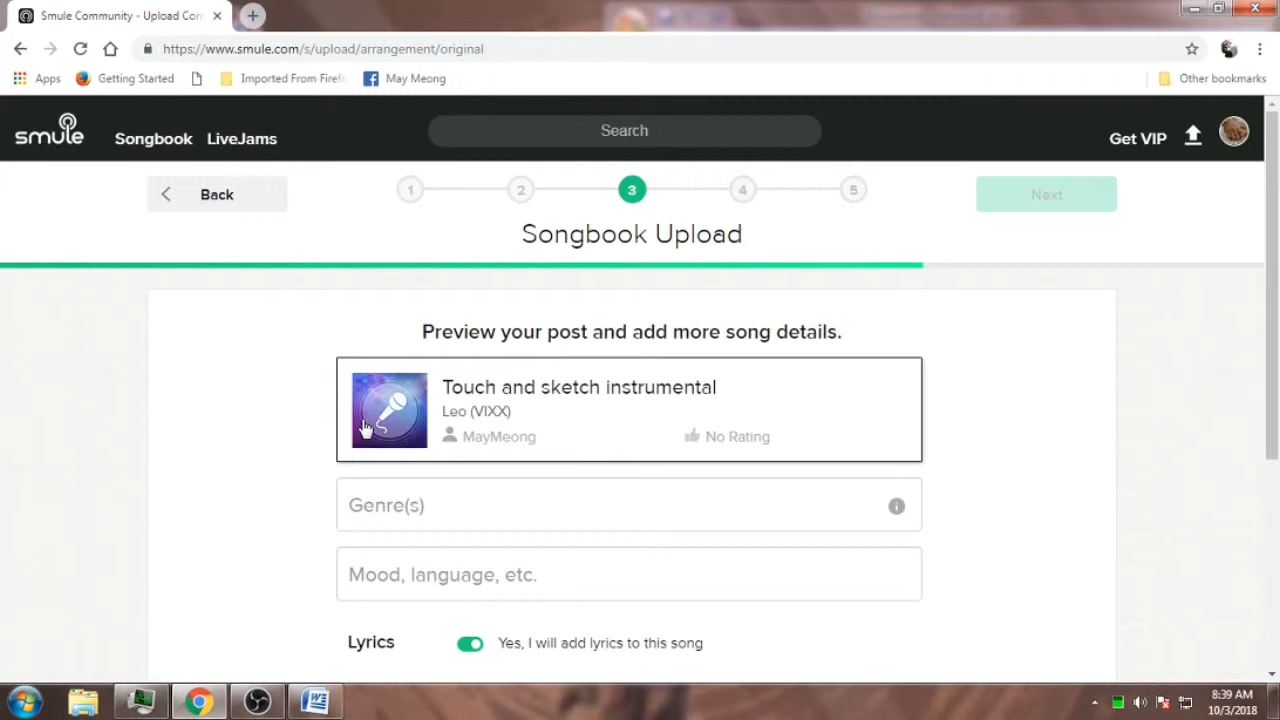 Smule Community - Upload Con
https://www.smule.com/s/upload/arrangement/original
Apps Getting Started Imported From Firef May Meong Other bookmarks
smule Songbook LiveJams Search Get VIP
Back 1 2 3 4 5 Next
Songbook Upload
Preview your post and add more song details.
Touch and sketch instrumental
Leo (VIXX)
MayMeong No Rating
Genre(s)
Mood, language, etc.
Lyrics Yes, I will add lyrics to this song
8:39 AM
10/3/2018